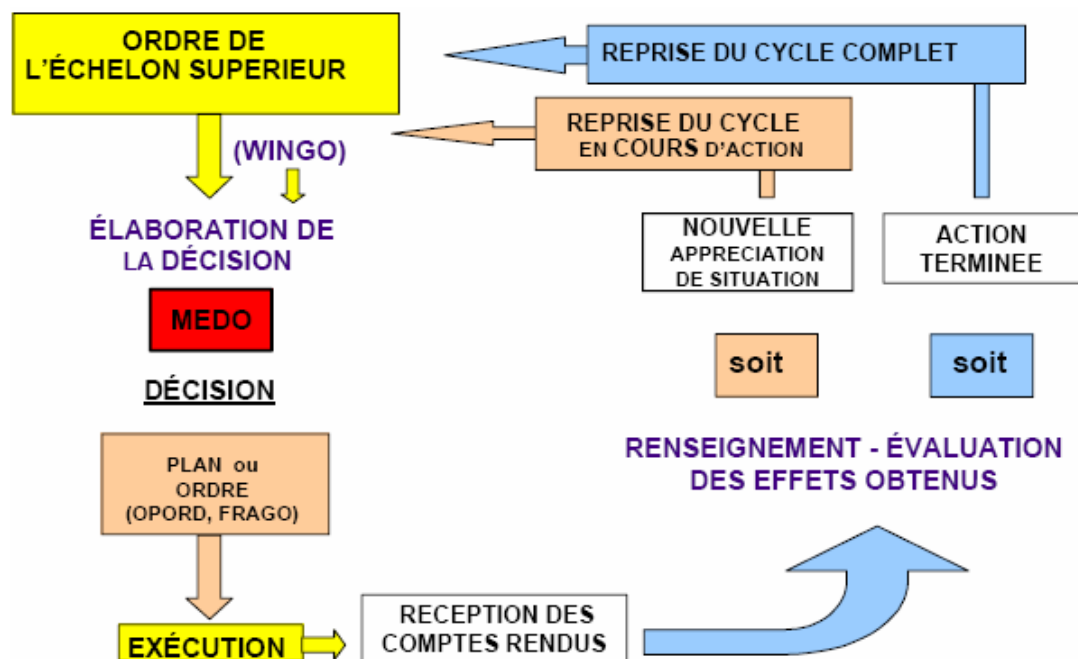 ORDRE DE
L'ÉCHELON SUPERIEUR
REPRISE DU CYCLE COMPLET
REPRISE DU CYCLE
EN COURS D'ACTION
(WINGO)
ÉLABORATION DE
LA DÉCISION
NOUVELLE
APPRECIATION
DE SITUATION
ACTION
TERMINEE
MEDO
DÉCISION
soit
soit
PLAN ou
ORDRE
(OPORD, FRAGO)
RENSEIGNEMENT - ÉVALUATION
DES EFFETS OBTENUS
EXÉCUTION
RECEPTION DES
COMPTES RENDUS